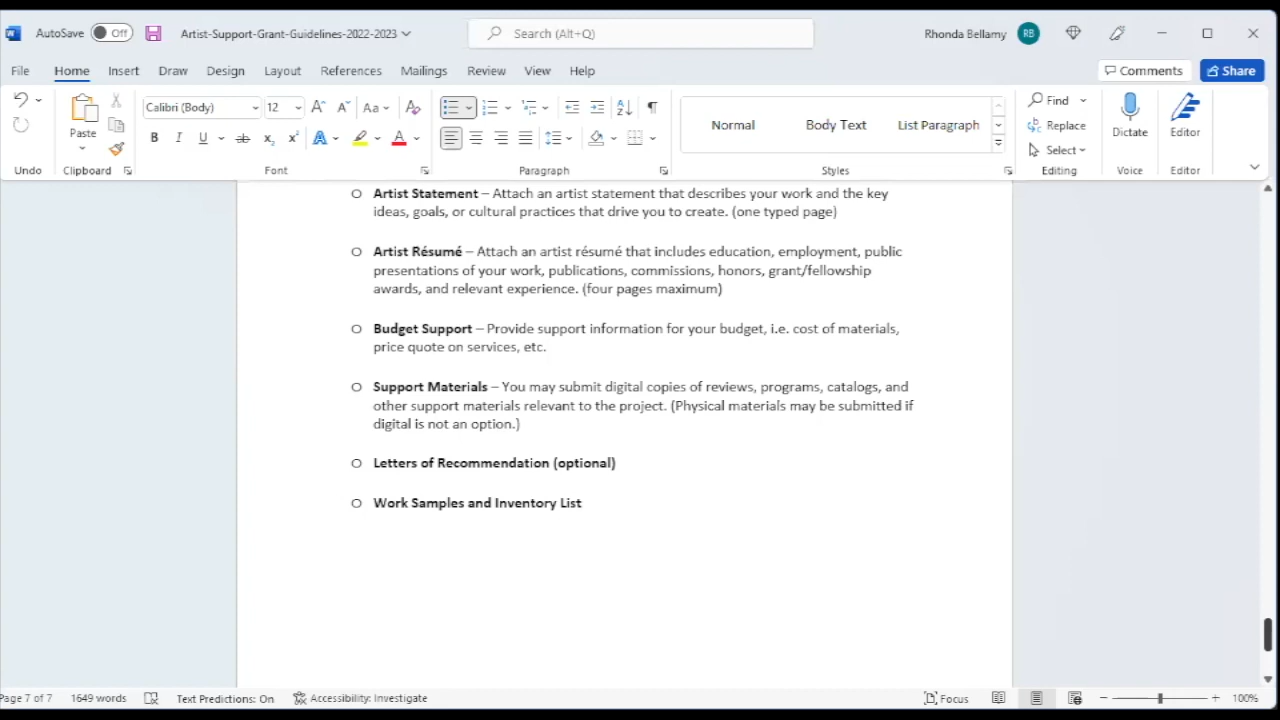 AutoSave Off Artist-Support-Grant-Guidelines-2022-2023 Search (Alt+Q) Rhonda Bellamy RB
File Home Insert Draw Design Layout References Mailings Review View Help Comments Share
Calibri (Body) 12 Aa
Paste
Normal Body Text List Paragraph
Find
Replace
Select
Dictate
Editor
Undo Clipboard Font Paragraph Styles Editing Voice Editor
Artist Statement – Attach an artist statement that describes your work and the key
ideas, goals, or cultural practices that drive you to create. (one typed page)
Artist Résumé – Attach an artist résumé that includes education, employment, public
presentations of your work, publications, commissions, honors, grant/fellowship
awards, and relevant experience. (four pages maximum)
Budget Support – Provide support information for your budget, i.e. cost of materials,
price quote on services, etc.
Support Materials – You may submit digital copies of reviews, programs, catalogs, and
other support materials relevant to the project. (Physical materials may be submitted if
digital is not an option.)
Letters of Recommendation (optional)
Work Samples and Inventory List
Page 7 of 7 1649 words Text Predictions: On Accessibility: Investigate Focus 100%